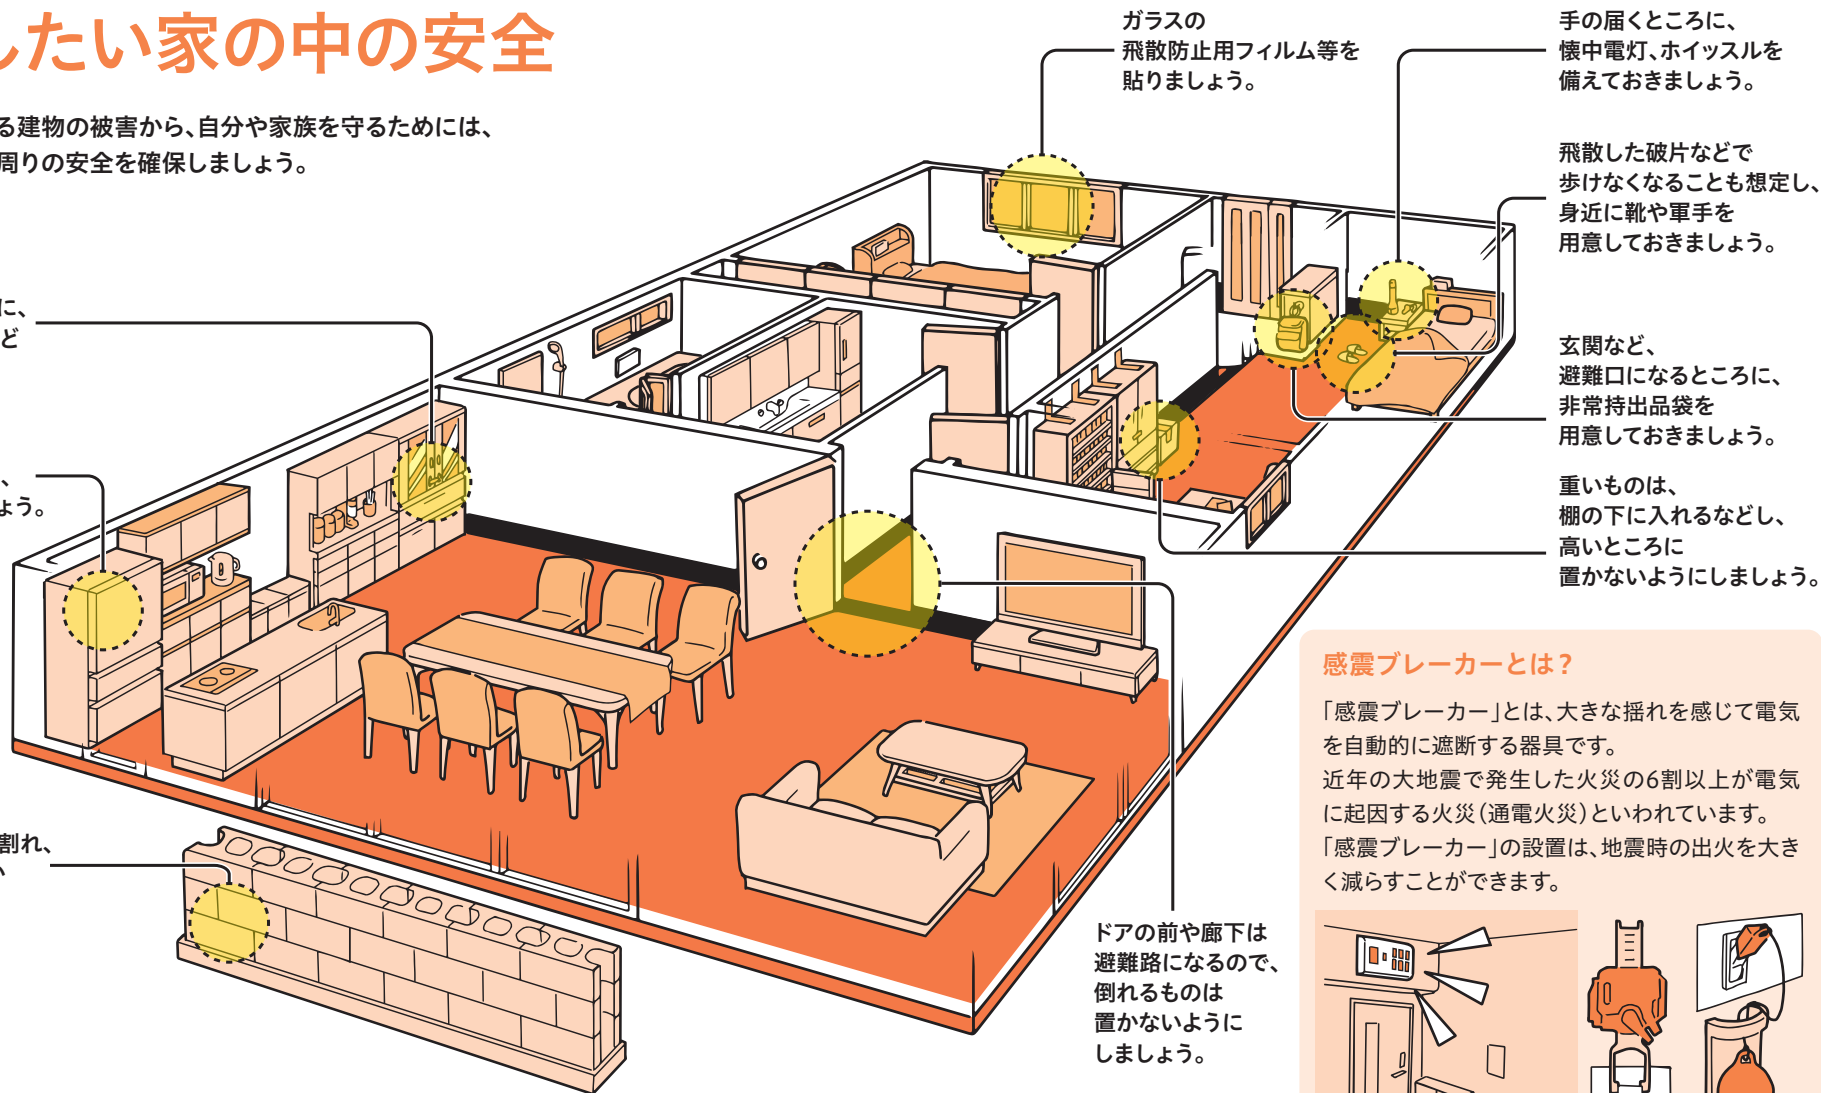 したい家の中の安全
る建物の被害から、自分や家族を守るためには、
周りの安全を確保しましょう。
ガラスの
飛散防止用フィルム等を
貼りましょう。
手の届くところに、
懐中電灯、ホイッスルを
備えておきましょう。
飛散した破片などで
歩けなくなることも想定し、
身近に靴や軍手を
用意しておきましょう。
に、
ど
玄関など、
避難口になるところに、
非常持出品袋を
用意しておきましょう。
、
ょう。
重いものは、
棚の下に入れるなどし、
高いところに
置かないようにしましょう。
割れ、
ドアの前や廊下は
避難路になるので、
倒れるものは
置かないように
しましょう。
感震ブレーカーとは？
「感震ブレーカー」とは、大きな揺れを感じて電気
を自動的に遮断する器具です。
近年の大地震で発生した火災の6割以上が電気
に起因する火災（通電火災）といわれています。
「感震ブレーカー」の設置は、地震時の出火を大き
く減らすことができます。